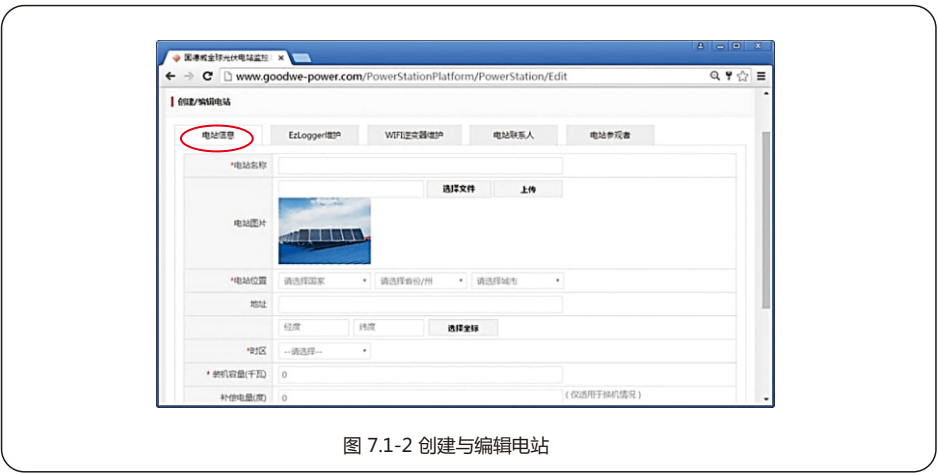 固德威全球光伏电站监控
www.goodwe-power.com/PowerStationPlatform/PowerStation/Edit
创建/编辑电站
电站信息 EzLogger维护 WIFI逆变器维护 电站联系人 电站参观者
*电站名称
选择文件 上传
电站图片
*电站位置 请选择国家 请选择省份/州 请选择城市
地址
经度 纬度 选择坐标
*时区 --请选择--
* 装机容量(千瓦) 0
补偿电量(度) 0 (仅适用于换机情况)
图 7.1-2 创建与编辑电站